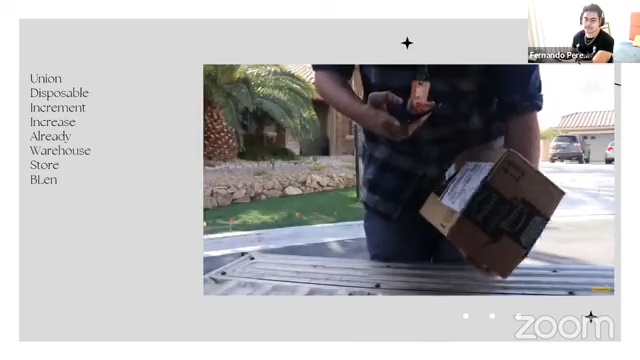 Fernando Pere...
Union
Disposable
Increment
Increase
Already
Warehouse
Store
BLen
zoom